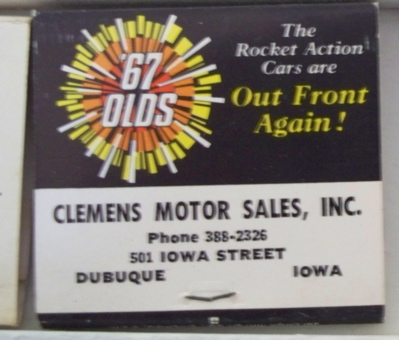 '67
OLDS
The
Rocket Action
Cars are
Out Front
Again!
CLEMENS MOTOR SALES, INC.
Phone 388-2326
501 IOWA STREET
DUBUQUE IOWA